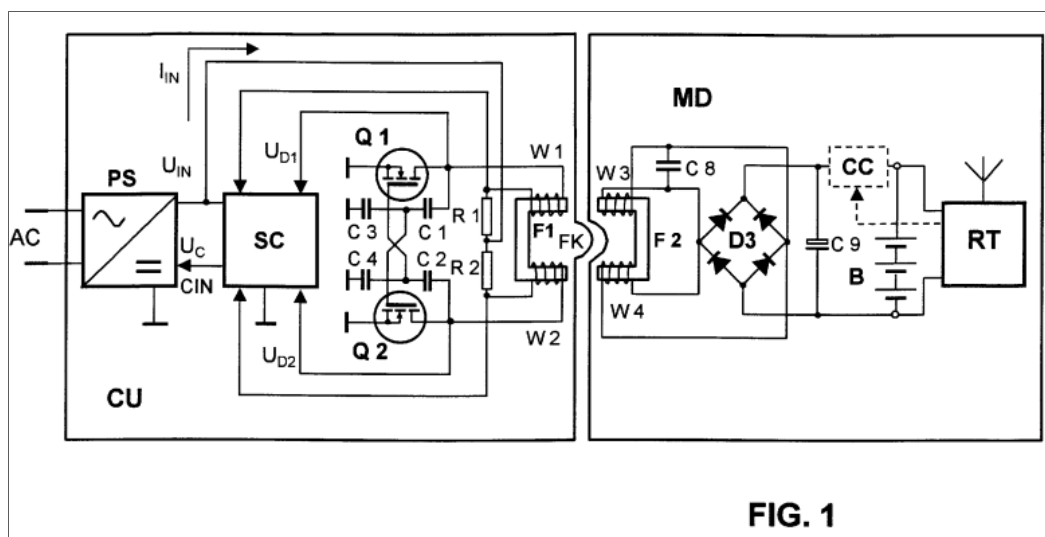 I_IN
MD
Q 1
W 1
U_D1
W 3
C 8
CC
U_IN
PS
R 1
AC
SC
C 3
C 1
F1
FK
F 2
D3
C 9
RT
U_C
C 4
C 2
R 2
B
CIN
W 4
W 2
Q 2
U_D2
CU
FIG. 1